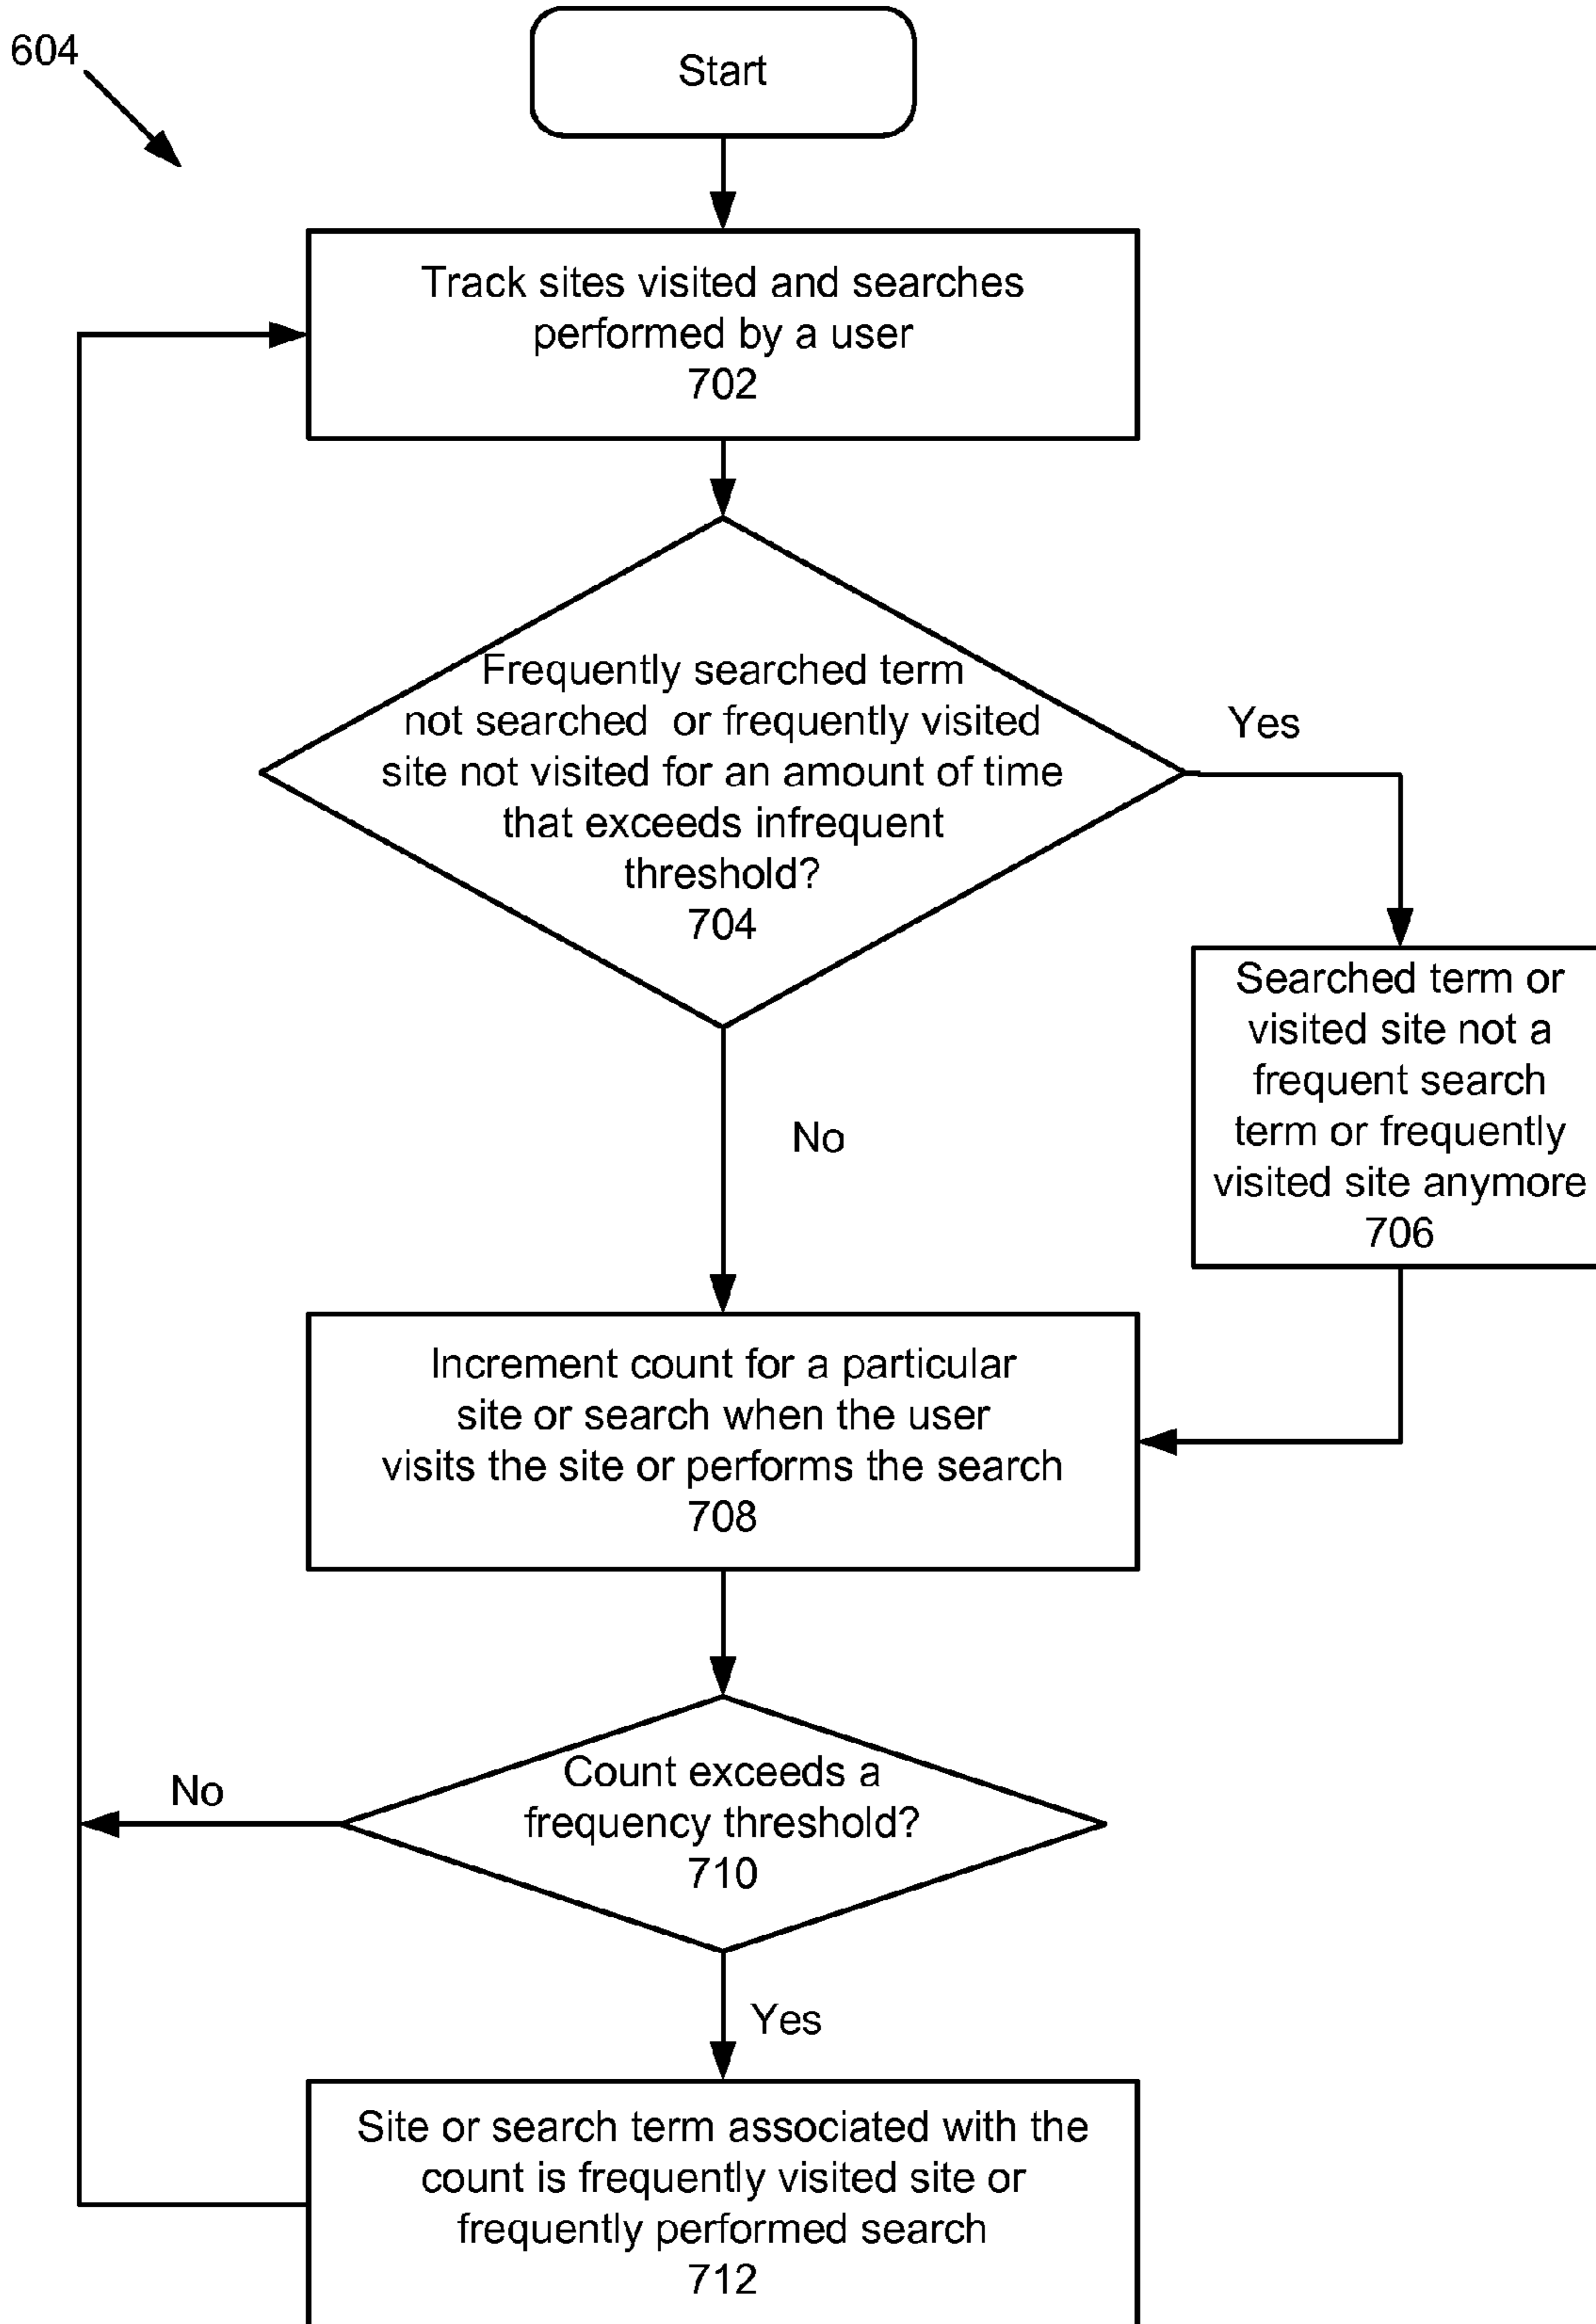 604
Start
Track sites visited and searches
performed by a user
702
Frequently searched term
not searched or frequently visited
site not visited for an amount of time
that exceeds infrequent
threshold?
704
Yes
Searched term or
visited site not a
frequent search
term or frequently
visited site anymore
706
No
Increment count for a particular
site or search when the user
visits the site or performs the search
708
Count exceeds a
frequency threshold?
710
No
Yes
Site or search term associated with the
count is frequently visited site or
frequently performed search
712